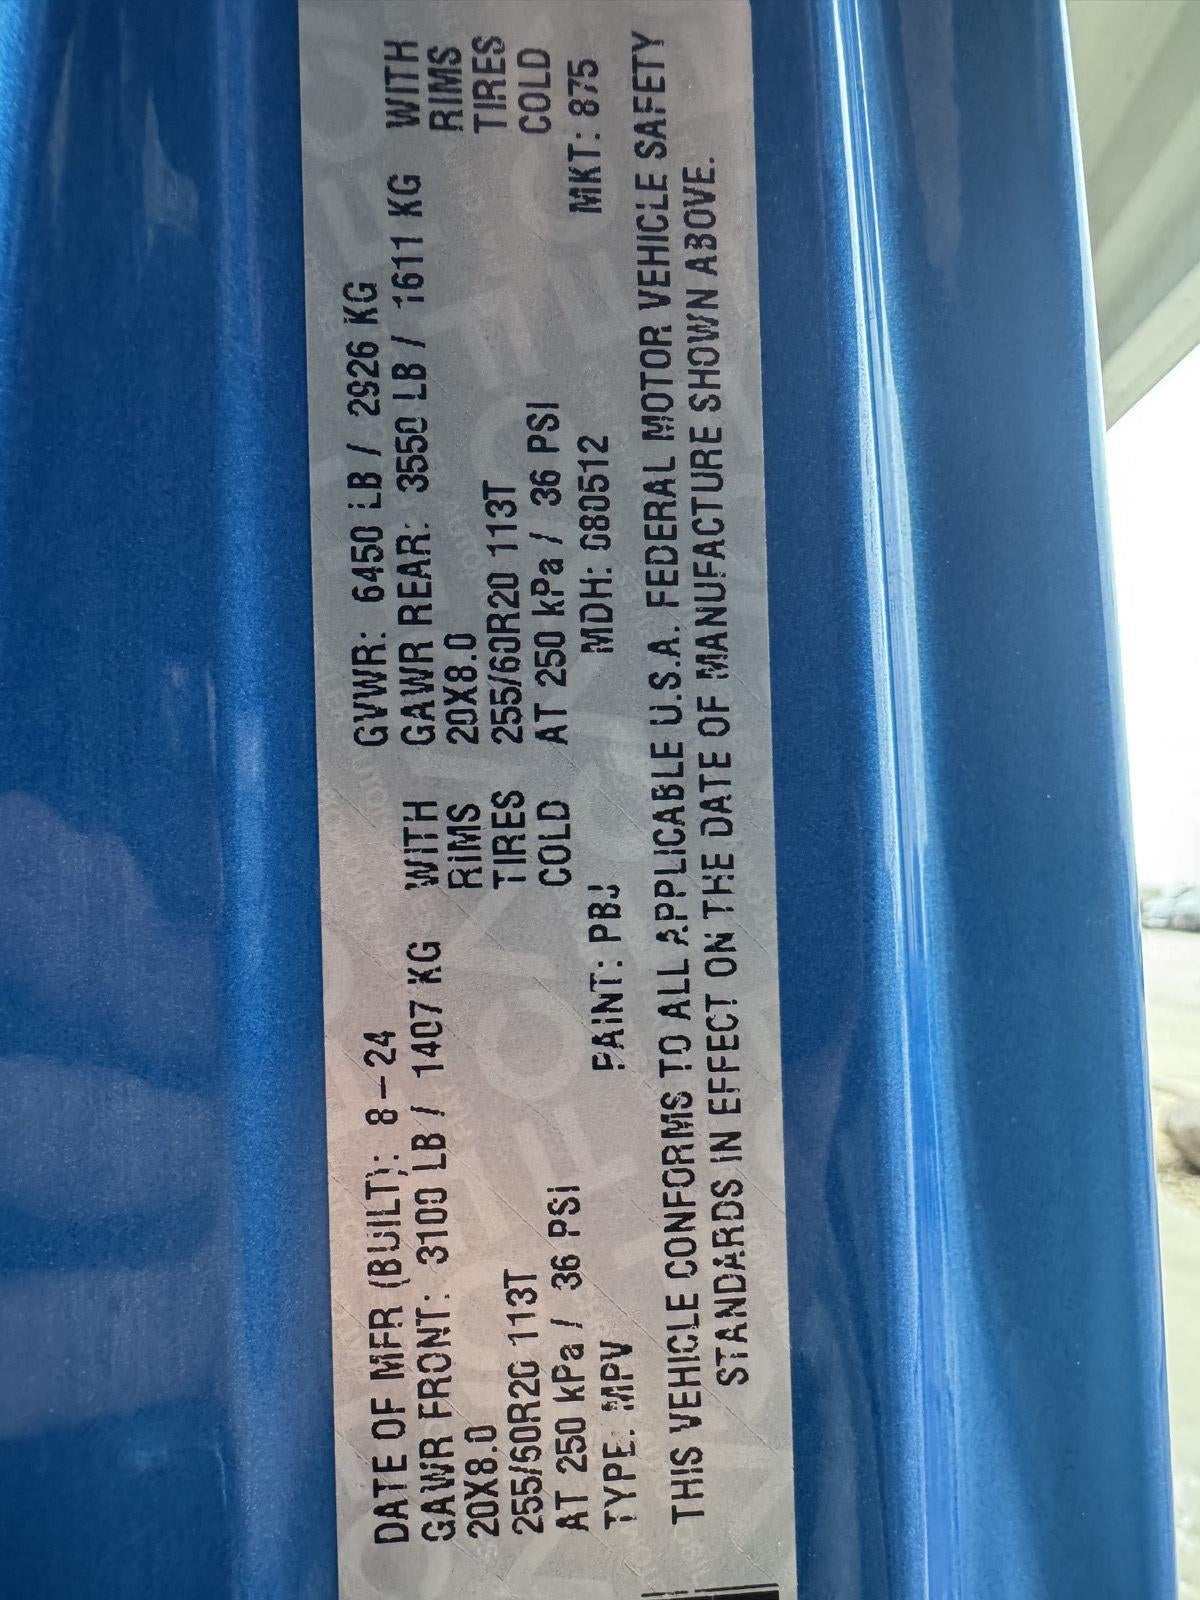 DATE OF MFR (BUILT): 8-24 GVWR: 6450 LB / 2926 KG
GAWR FRONT: 3100 LB / 1407 KG WITH GAWR REAR: 3550 LB / 1611 KG WITH
20X8.0 RIMS 20X8.0 RIMS
255/60R20 113T TIRES 255/60R20 113T TIRES
AT 250 kPa / 36 PSI COLD AT 250 kPa / 36 PSI COLD
TYPE: MPV PAINT: PBJ MDH: 080512 MKT: 875
THIS VEHICLE CONFORMS TO ALL APPLICABLE U.S.A. FEDERAL MOTOR VEHICLE SAFETY
STANDARDS IN EFFECT ON THE DATE OF MANUFACTURE SHOWN ABOVE.